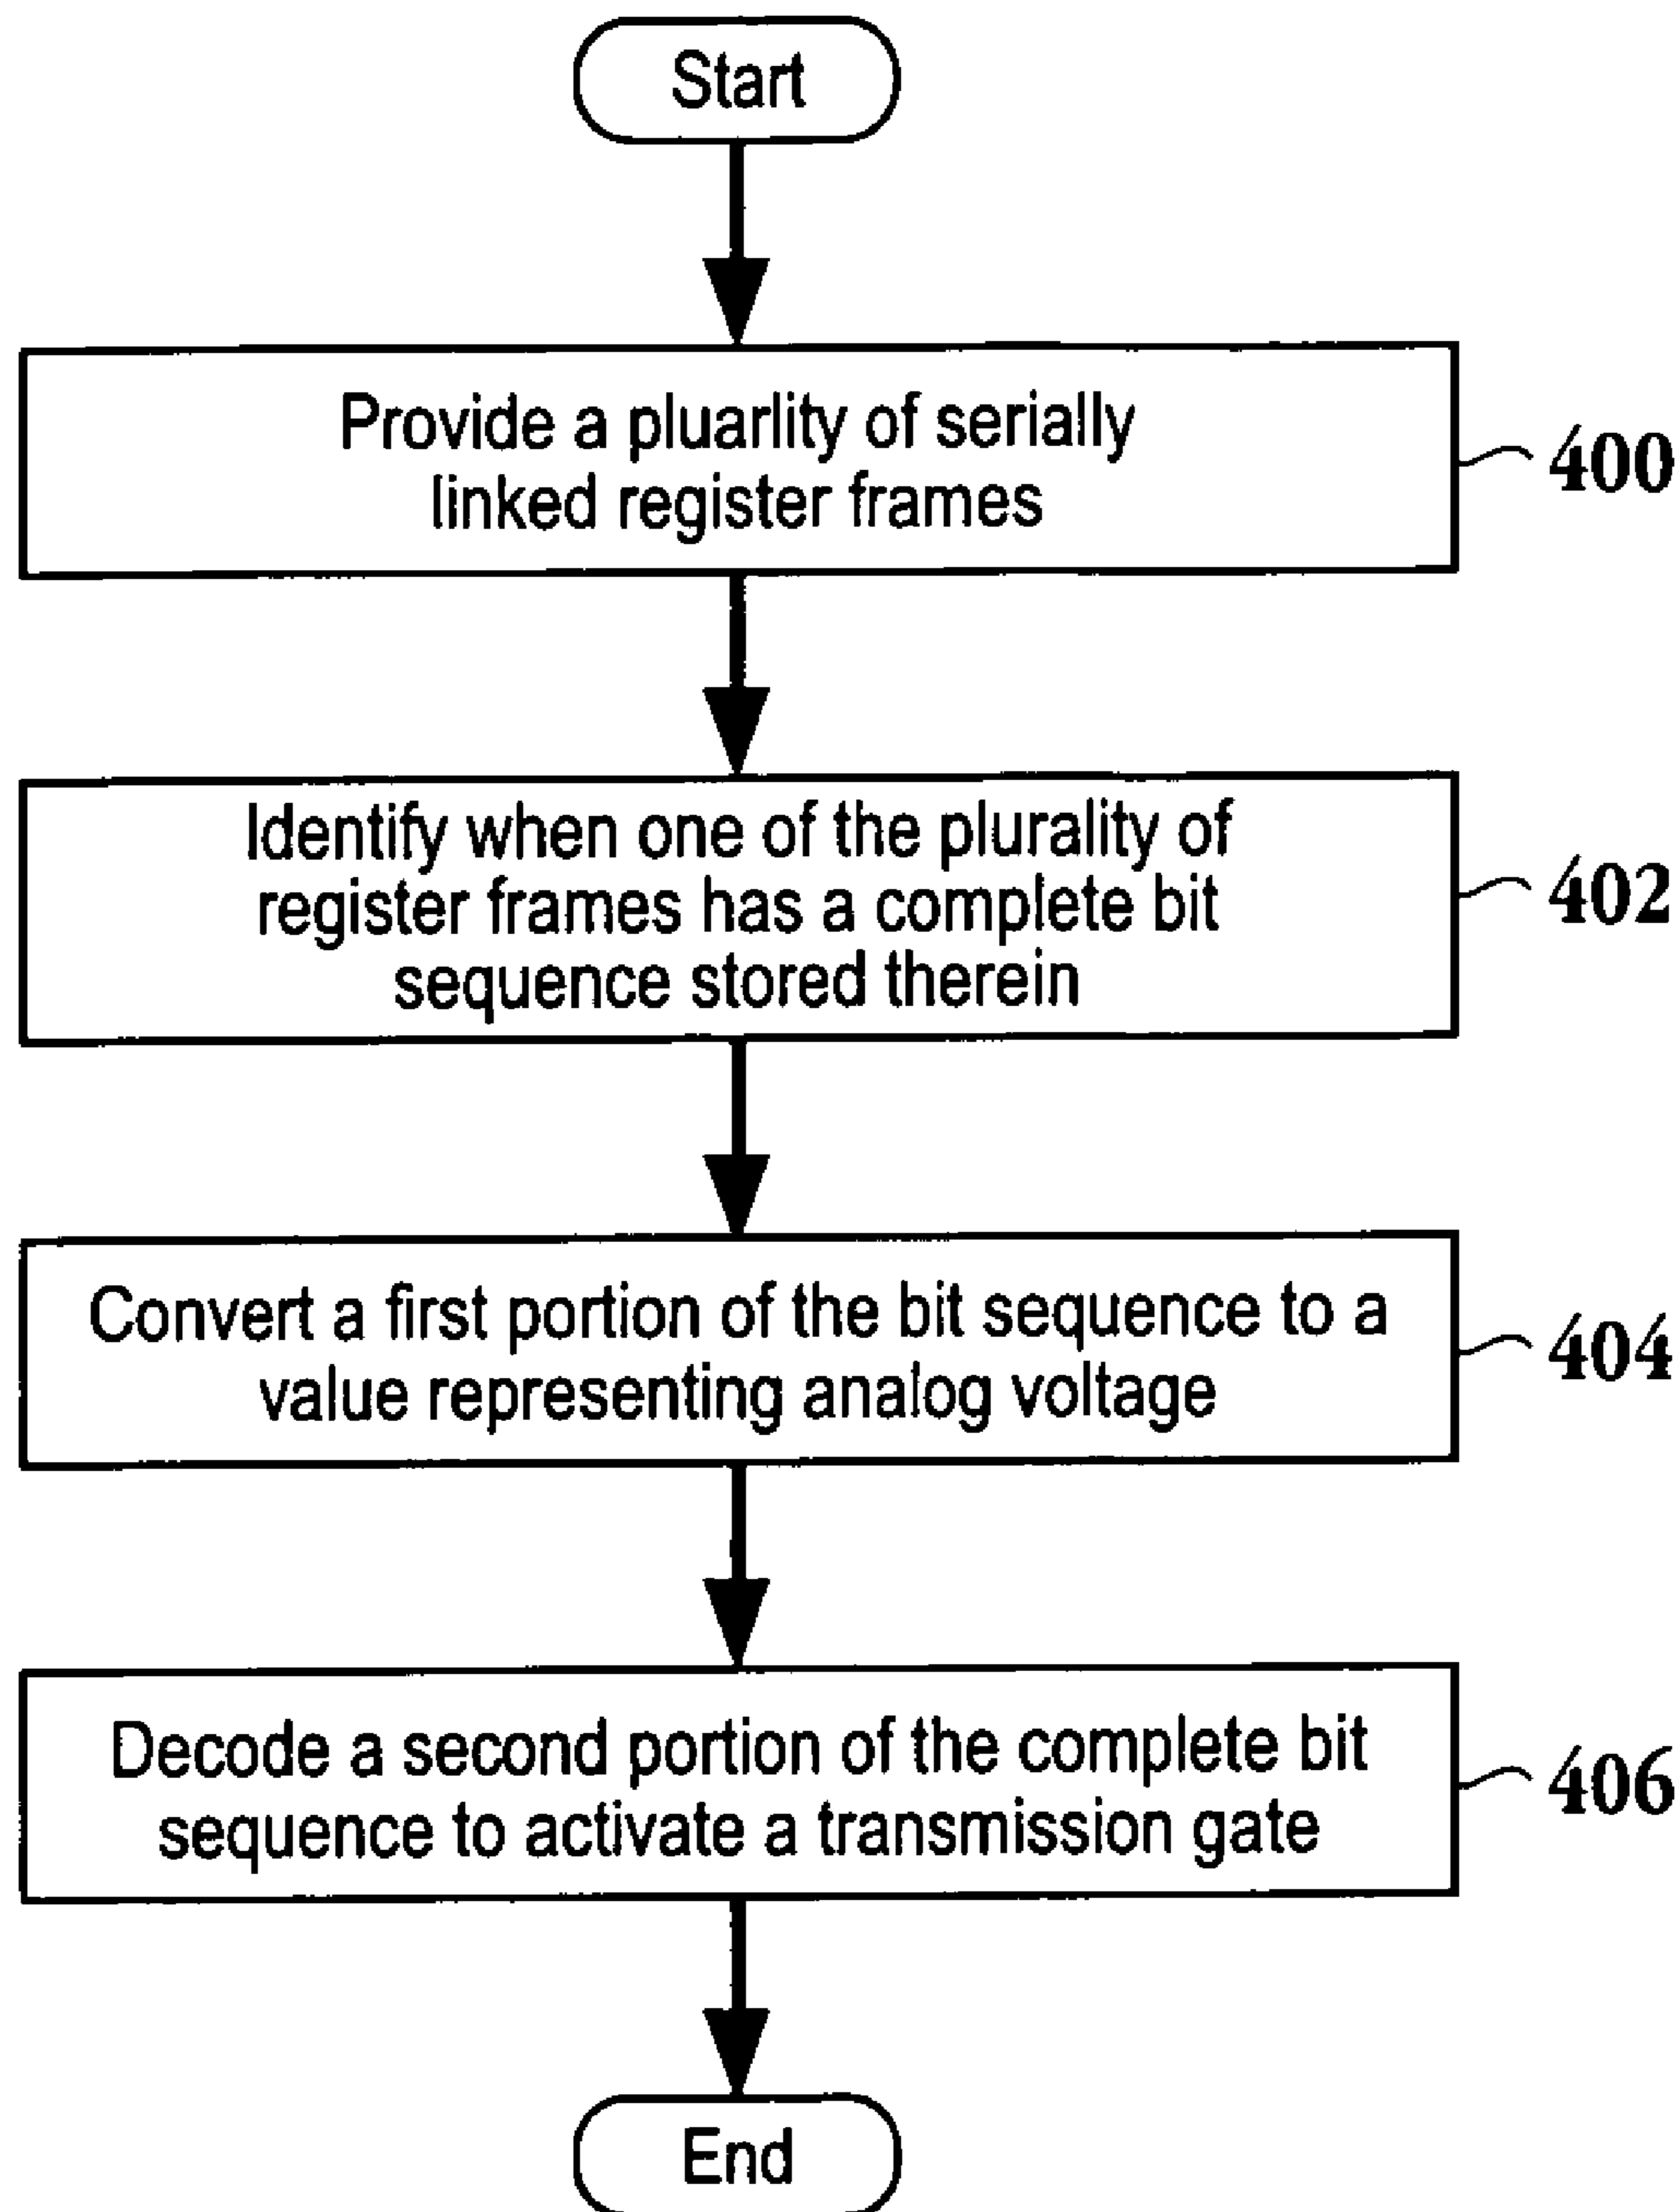 Start
Provide a pluarlity of serially
linked register frames
400
Identify when one of the plurality of
register frames has a complete bit
sequence stored therein
402
Convert a first portion of the bit sequence to a
value representing analog voltage
404
Decode a second portion of the complete bit
sequence to activate a transmission gate
406
End